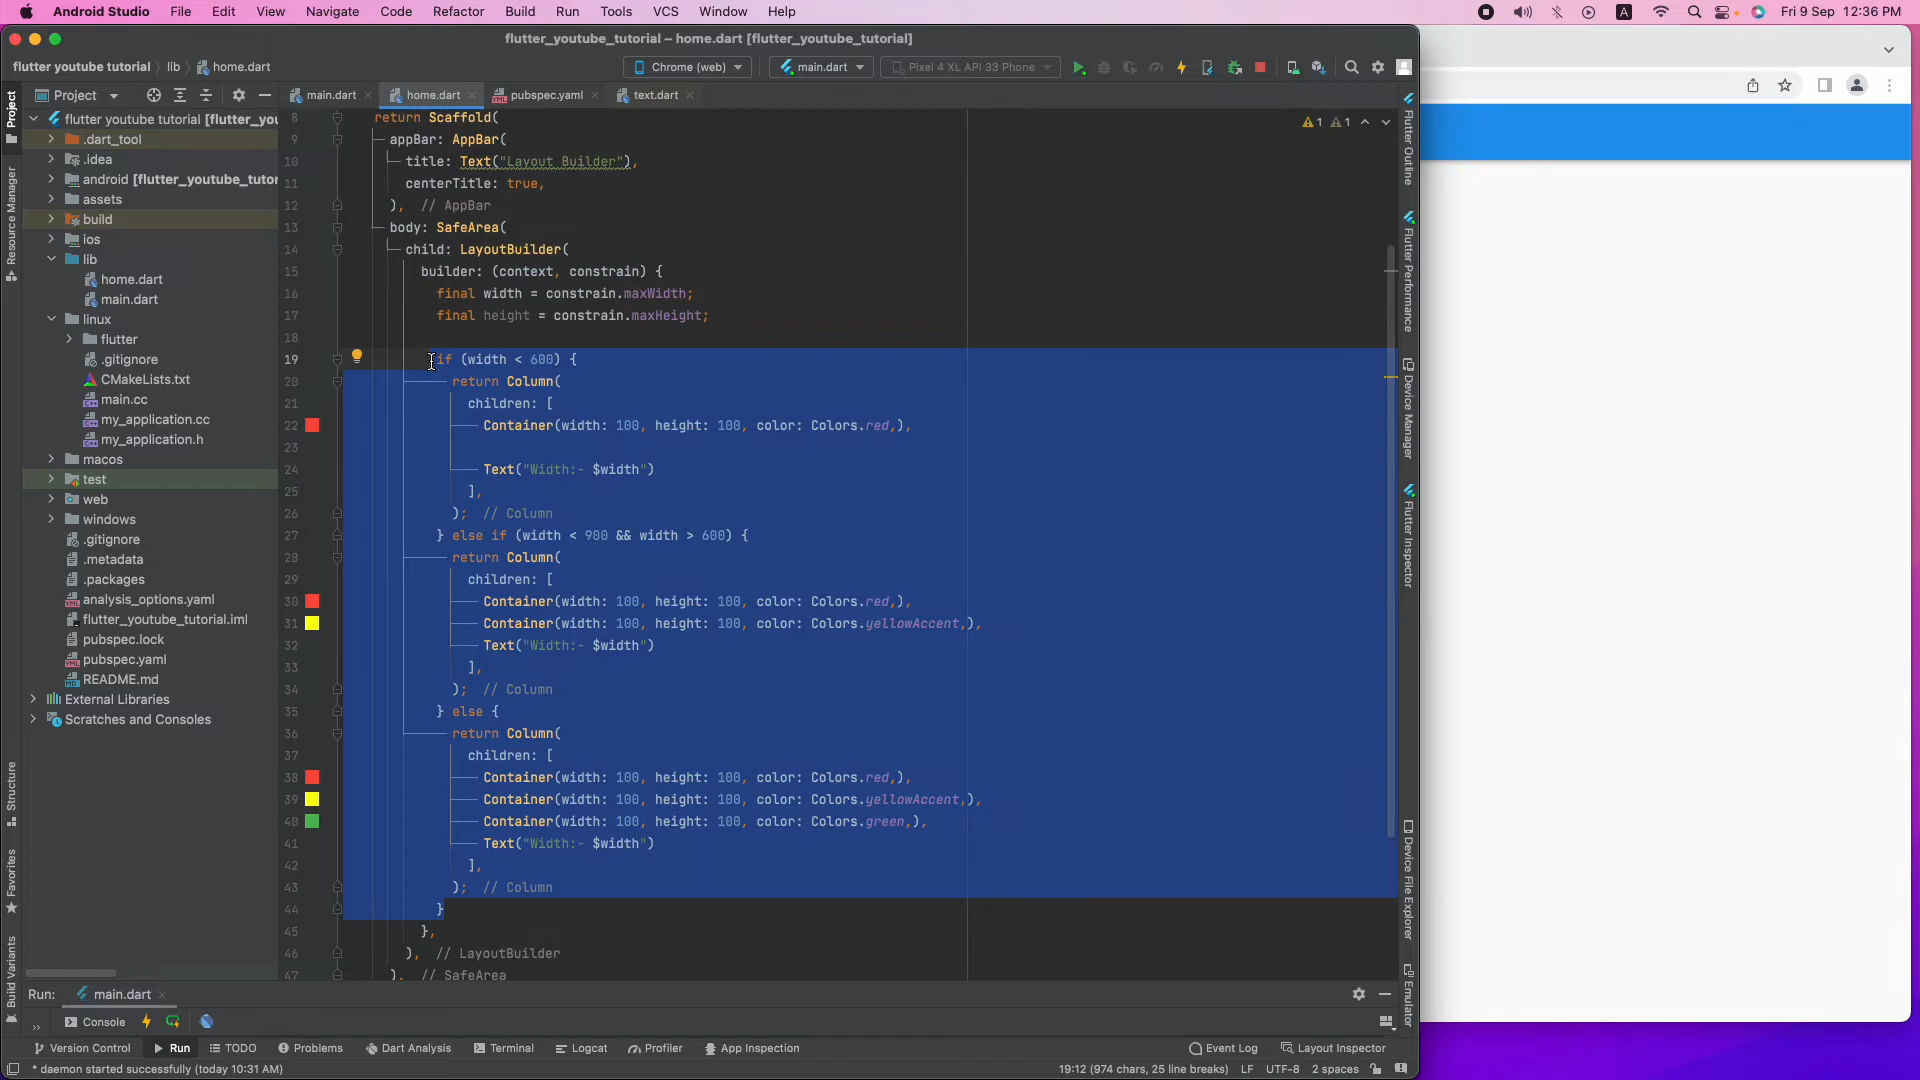 Android Studio File Edit View Navigate Code Refactor Build Run Tools VCS Window Help A Fri 9 Sep 12:36 PM
flutter_youtube_tutorial – home.dart [flutter_youtube_tutorial]
flutter youtube tutorial lib home.dart Chrome (web) main.dart Pixel 4 XL API 33 Phone
Project main.dart home.dart pubspec.yaml text.dart
flutter youtube tutorial [flutter_you
.dart_tool
.idea
android [flutter_youtube_tutor
assets
build
ios
lib
home.dart
main.dart
linux
flutter
.gitignore
CMakeLists.txt
main.cc
my_application.cc
my_application.h
macos
test
web
windows
.gitignore
.metadata
.packages
analysis_options.yaml
flutter_youtube_tutorial.iml
pubspec.lock
pubspec.yaml
README.md
External Libraries
Scratches and Consoles
Project
Resource Manager
Structure
Favorites
Build Variants
1 1
8 return Scaffold(
9 appBar: AppBar(
10 title: Text("Layout Builder"),
11 centerTitle: true,
12 ), // AppBar
13 body: SafeArea(
14 child: LayoutBuilder(
15 builder: (context, constrain) {
16 final width = constrain.maxWidth;
17 final height = constrain.maxHeight;
18
19 if (width < 600) {
20 return Column(
21 children: [
22 Container(width: 100, height: 100, color: Colors.red,),
23
24 Text("Width:- $width")
25 ],
26 ); // Column
27 } else if (width < 900 && width > 600) {
28 return Column(
29 children: [
30 Container(width: 100, height: 100, color: Colors.red,),
31 Container(width: 100, height: 100, color: Colors.yellowAccent,),
32 Text("Width:- $width")
33 ],
34 ); // Column
35 } else {
36 return Column(
37 children: [
38 Container(width: 100, height: 100, color: Colors.red,),
39 Container(width: 100, height: 100, color: Colors.yellowAccent,),
40 Container(width: 100, height: 100, color: Colors.green,),
41 Text("Width:- $width")
42 ],
43 ); // Column
44 }
45 },
46 ), // LayoutBuilder
47 ), // SafeArea
Flutter Outline
Flutter Performance
Device Manager
Flutter Inspector
Device File Explorer
Emulator
Run: main.dart
Console
Version Control Run TODO Problems Dart Analysis Terminal Logcat Profiler App Inspection Event Log Layout Inspector
* daemon started successfully (today 10:31 AM) 19:12 (974 chars, 25 line breaks) LF UTF-8 2 spaces